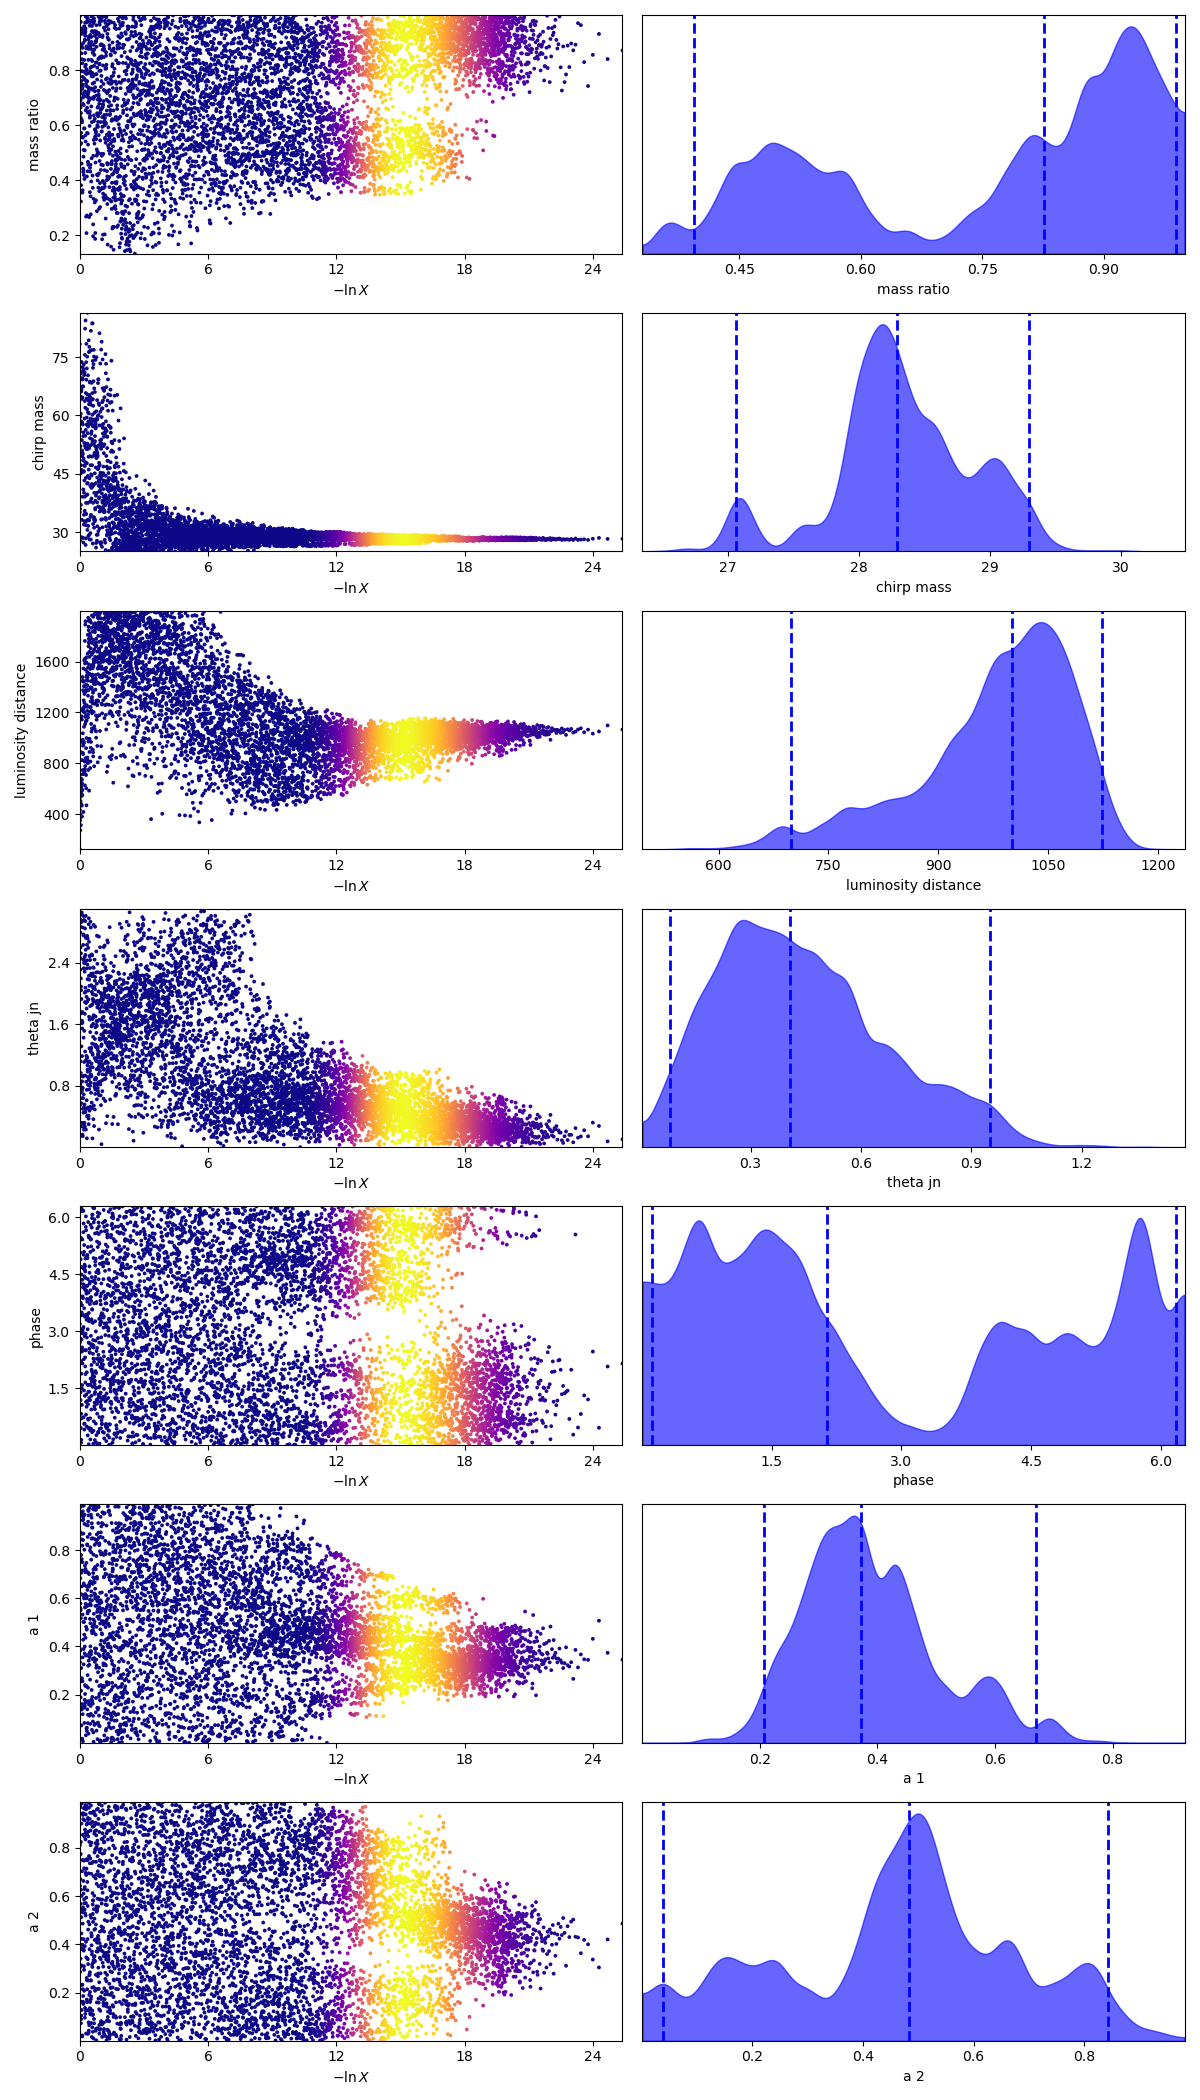 mass ratio
0.8
0.6
0.4
0.2
0 6 12 18 24
−ln X
0.45 0.60 0.75 0.90
mass ratio
chirp mass
75
60
45
30
0 6 12 18 24
−ln X
27 28 29 30
chirp mass
luminosity distance
1600
1200
800
400
0 6 12 18 24
−ln X
600 750 900 1050 1200
luminosity distance
theta jn
2.4
1.6
0.8
0 6 12 18 24
−ln X
0.3 0.6 0.9 1.2
theta jn
phase
6.0
4.5
3.0
1.5
0 6 12 18 24
−ln X
1.5 3.0 4.5 6.0
phase
a 1
0.8
0.6
0.4
0.2
0 6 12 18 24
−ln X
0.2 0.4 0.6 0.8
a 1
a 2
0.8
0.6
0.4
0.2
0 6 12 18 24
−ln X
0.2 0.4 0.6 0.8
a 2